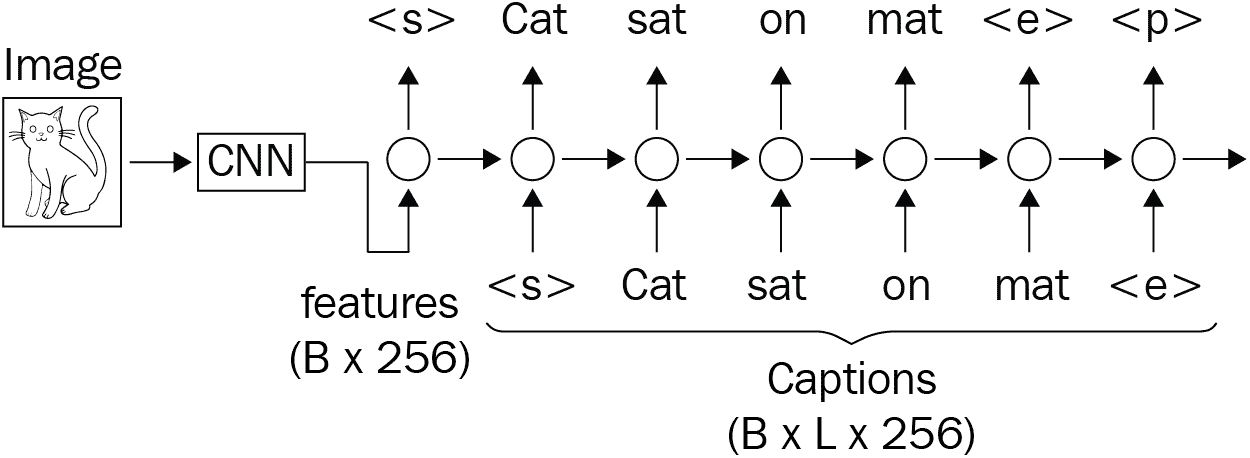 <s> Cat sat on mat <e> <p>
Image
CNN
<s> Cat sat on mat <e>
features
(B x 256)
Captions
(B x L x 256)